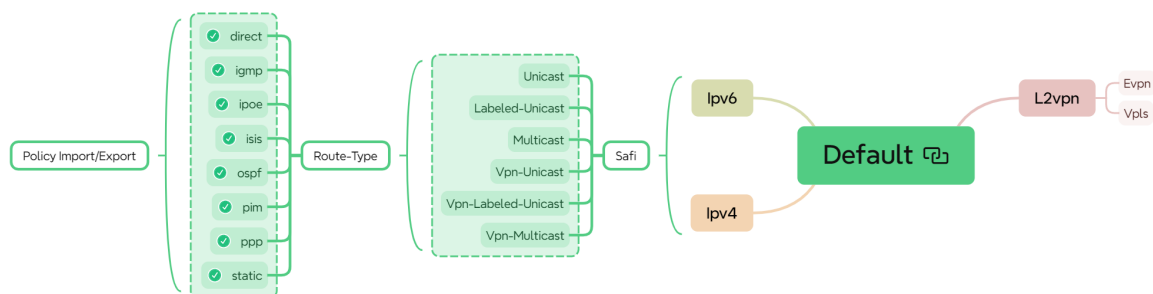 Policy Import/Export
direct
igmp
ipoe
isis
ospf
pim
ppp
static
Route-Type
Unicast
Labeled-Unicast
Multicast
Vpn-Unicast
Vpn-Labeled-Unicast
Vpn-Multicast
Safi
Ipv6
Ipv4
Default
L2vpn
Evpn
Vpls